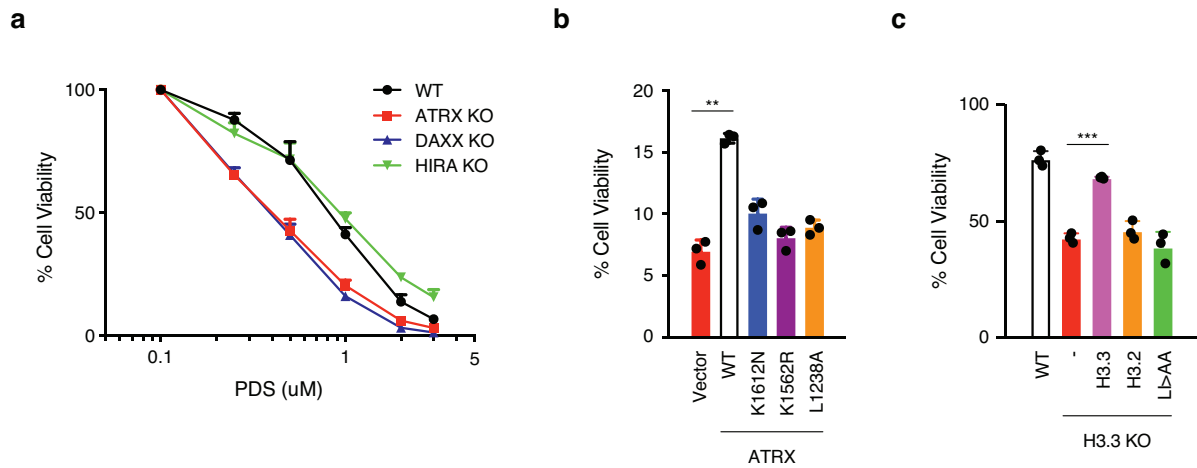 a
% Cell Viability
100
50
0
0.1
1
5
PDS (uM)
WT
ATRX KO
DAXX KO
HIRA KO
b
% Cell Viability
20
15
10
5
0
**
Vector
WT
K1612N
K1562R
L1238A
ATRX
c
% Cell Viability
100
50
0
***
WT
-
H3.3
H3.2
LI>AA
H3.3 KO